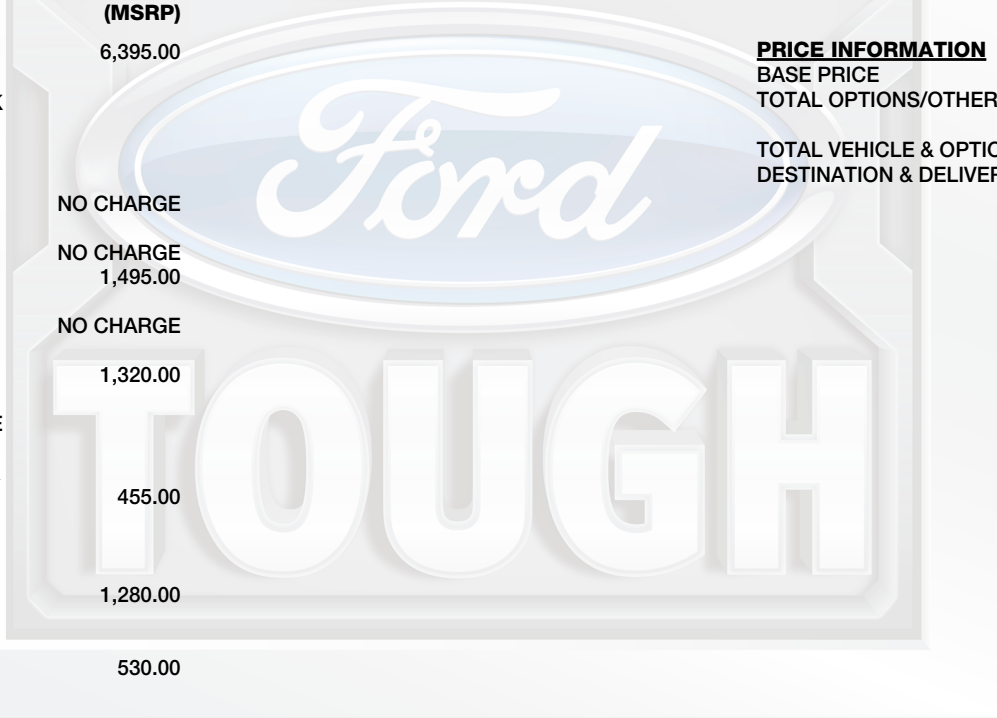 (MSRP)
6,395.00
NO CHARGE
NO CHARGE
1,495.00
NO CHARGE
1,320.00
455.00
1,280.00
530.00
PRICE INFORMATION
BASE PRICE
TOTAL OPTIONS/OTHER
TOTAL VEHICLE & OPTIO
DESTINATION & DELIVER
Ford
TOUGH